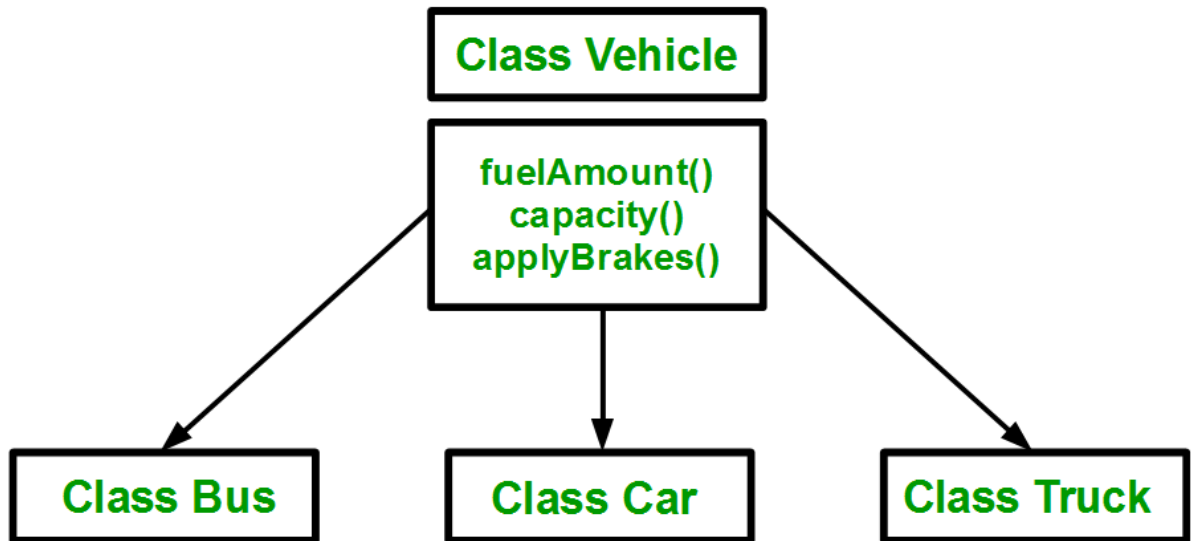 Class Vehicle
fuelAmount()
capacity()
applyBrakes()
Class Bus
Class Car
Class Truck